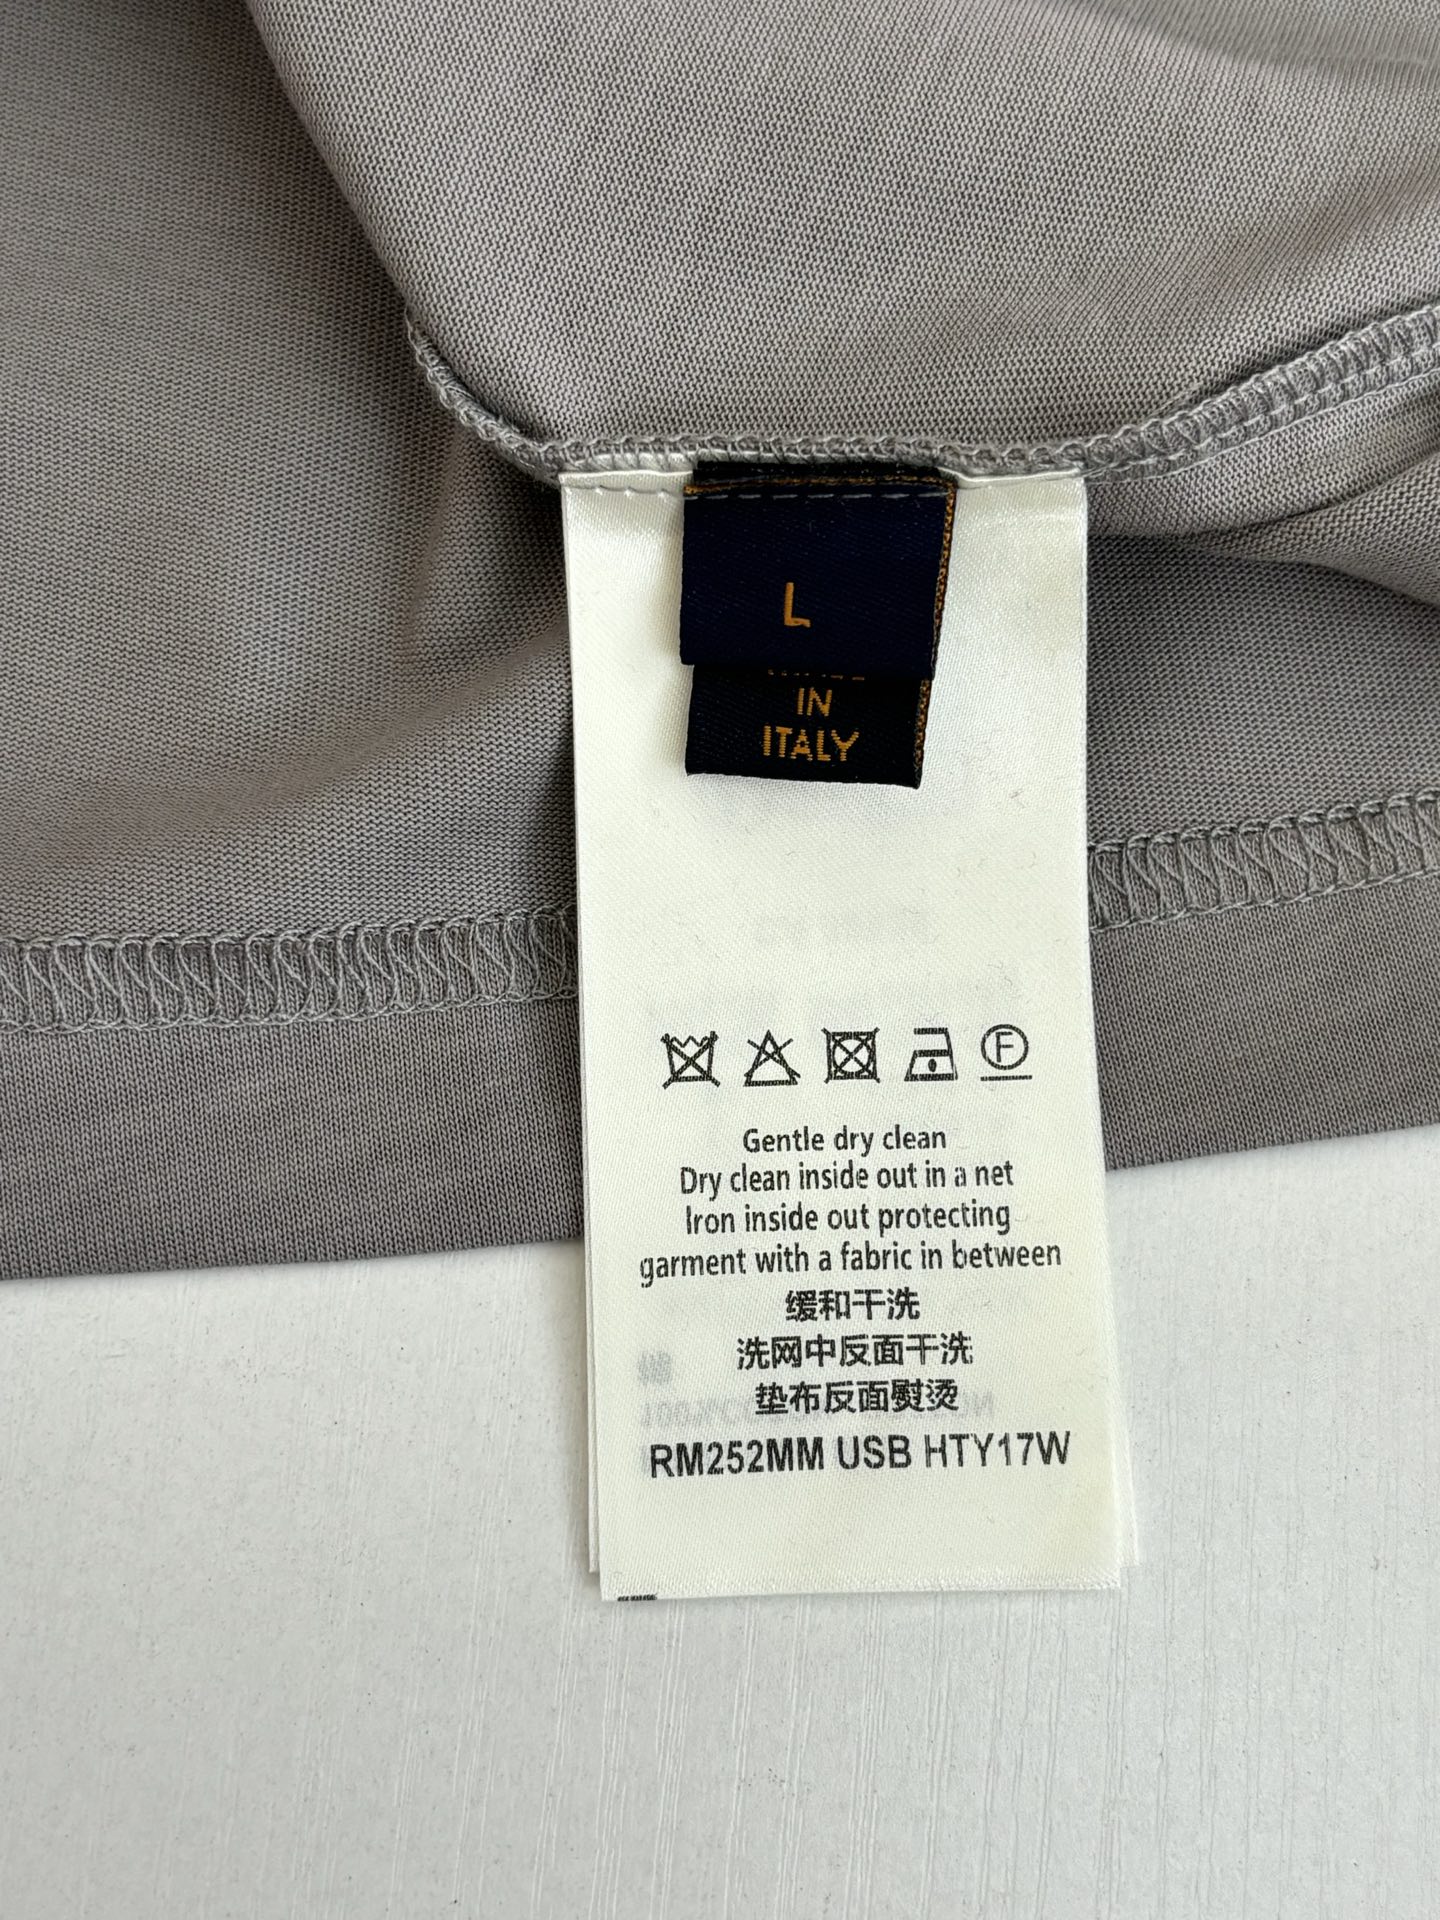 L
IN
ITALY
F
Gentle dry clean
Dry clean inside out in a net
Iron inside out protecting
garment with a fabric in between
缓和干洗
洗网中反面干洗
垫布反面熨烫
RM252MM USB HTY17W